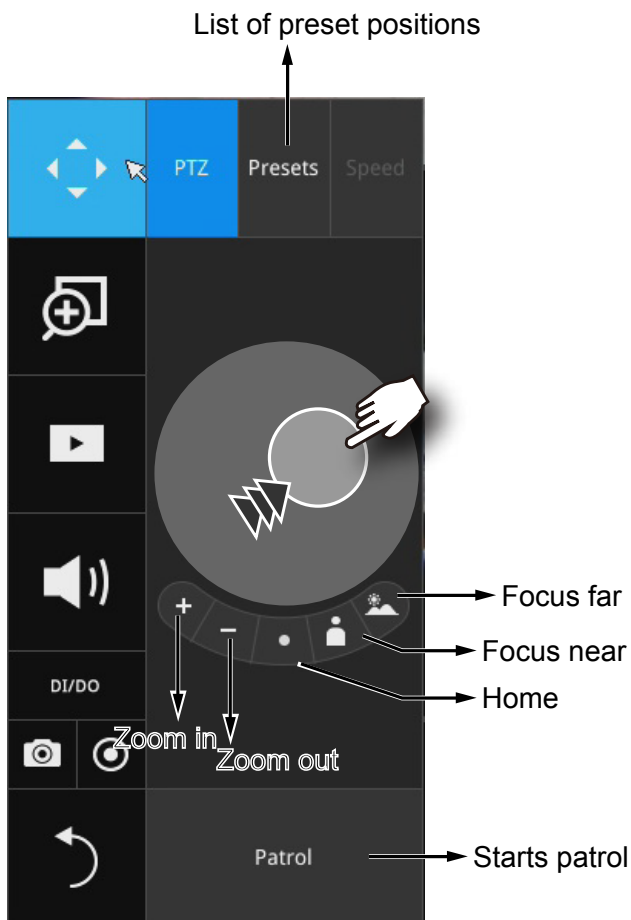 List of preset positions
PTZ
Presets
Speed
Focus far
Focus near
Home
DI/DO
Zoom in
Zoom out
Patrol
Starts patrol